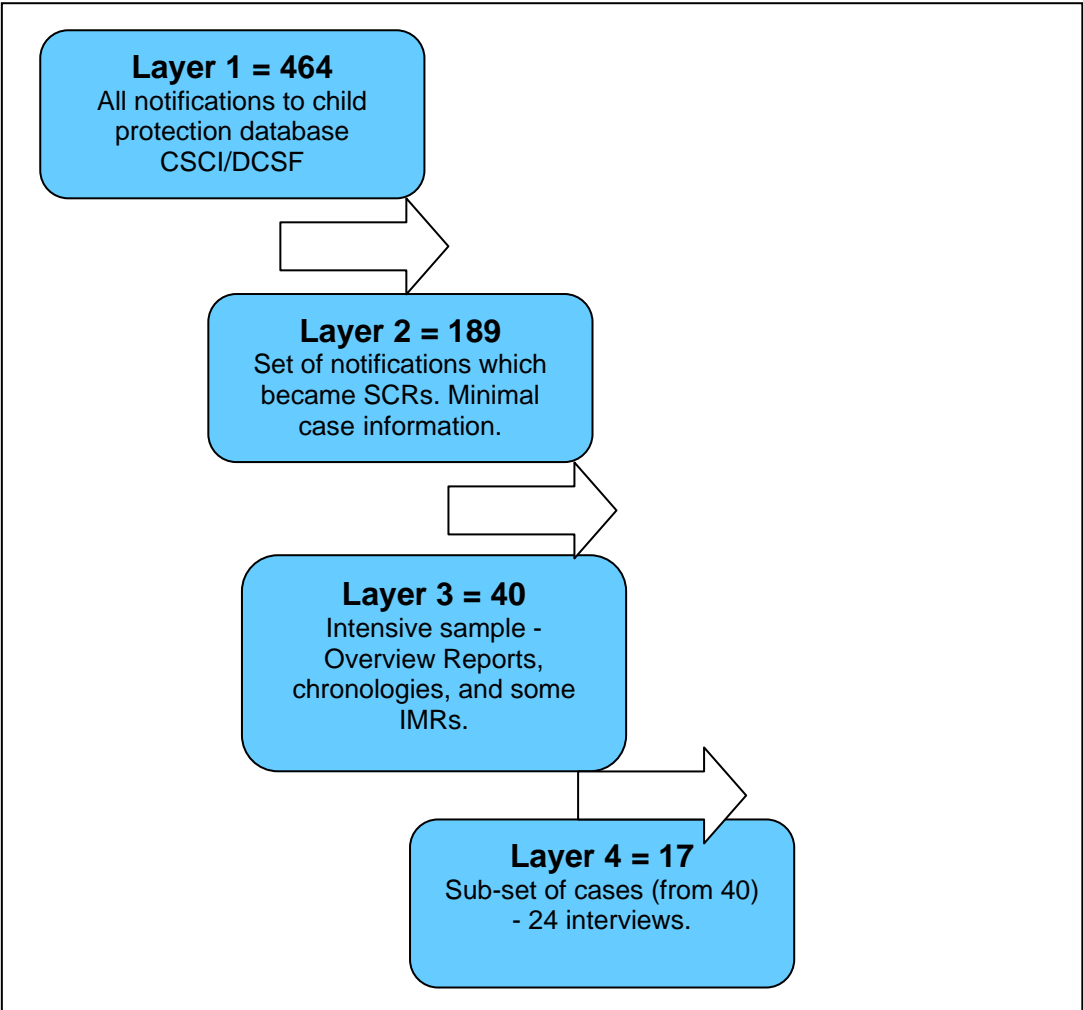 Layer 1 = 464
All notifications to child
protection database
CSCI/DCSF
Layer 2 = 189
Set of notifications which
became SCRs. Minimal
case information.
Layer 3 = 40
Intensive sample -
Overview Reports,
chronologies, and some
IMRs.
Layer 4 = 17
Sub-set of cases (from 40)
- 24 interviews.